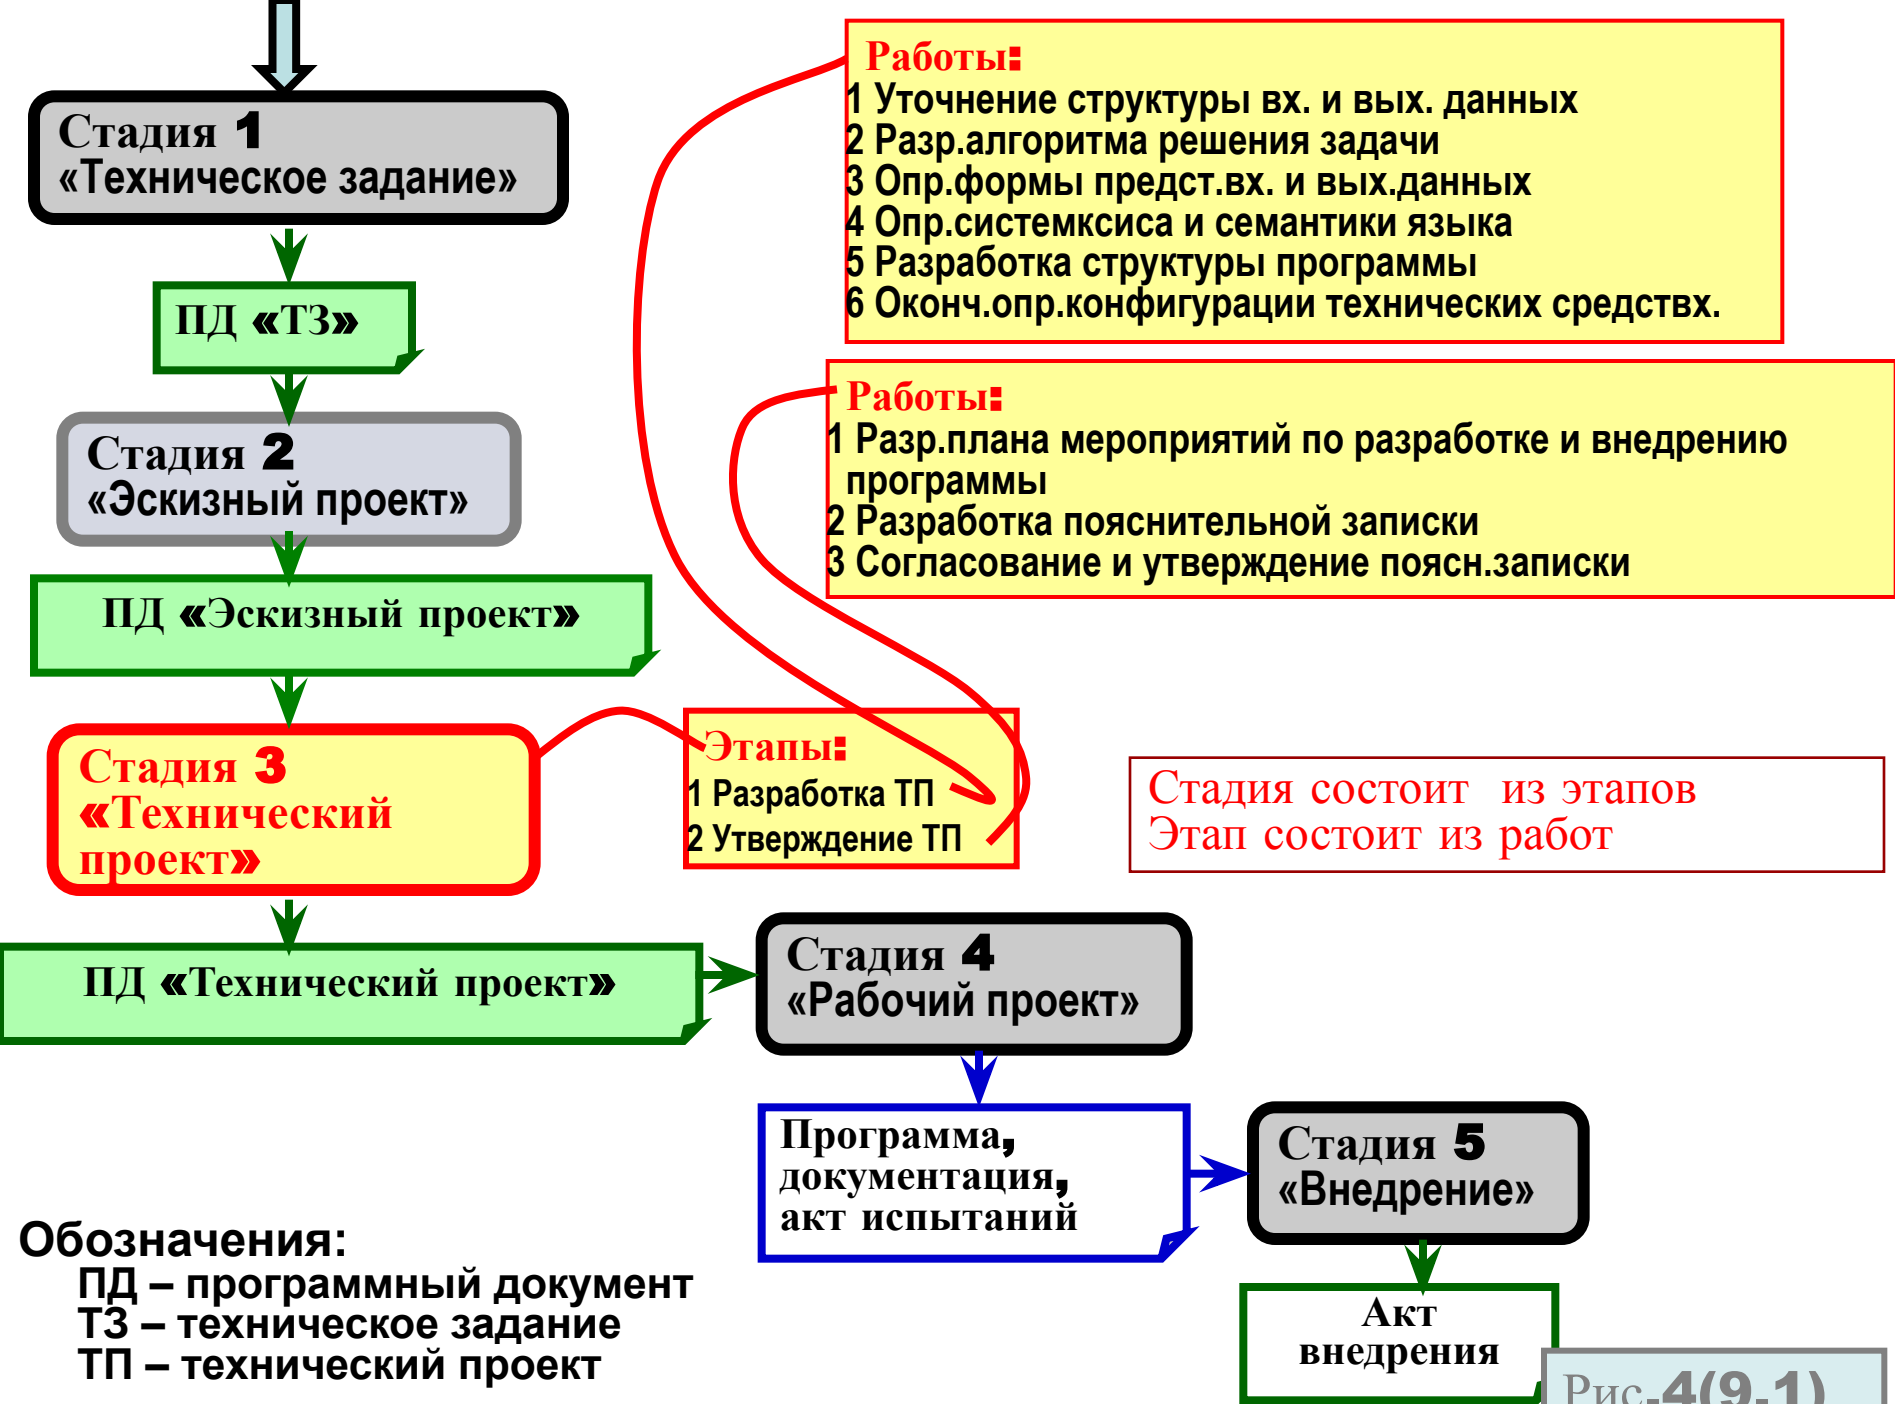 Стадия 1
«Техническое задание»
ПД «ТЗ»
Стадия 2
«Эскизный проект»
ПД «Эскизный проект»
Стадия 3
«Технический
проект»
ПД «Технический проект»
Работы:
1 Уточнение структуры вх. и вых. данных
2 Разр.алгоритма решения задачи
3 Опр.формы предст.вх. и вых.данных
4 Опр.системксиса и семантики языка
5 Разработка структуры программы
6 Оконч.опр.конфигурации технических средствх.
Работы:
1 Разр.плана мероприятий по разработке и внедрению
программы
2 Разработка пояснительной записки
3 Согласование и утверждение поясн.записки
Этапы:
1 Разработка ТП
2 Утверждение ТП
Стадия состоит из этапов
Этап состоит из работ
Стадия 4
«Рабочий проект»
Программа,
документация,
акт испытаний
Стадия 5
«Внедрение»
Акт
внедрения
Обозначения:
ПД – программный документ
ТЗ – техническое задание
ТП – технический проект
Рис.4(9.1)